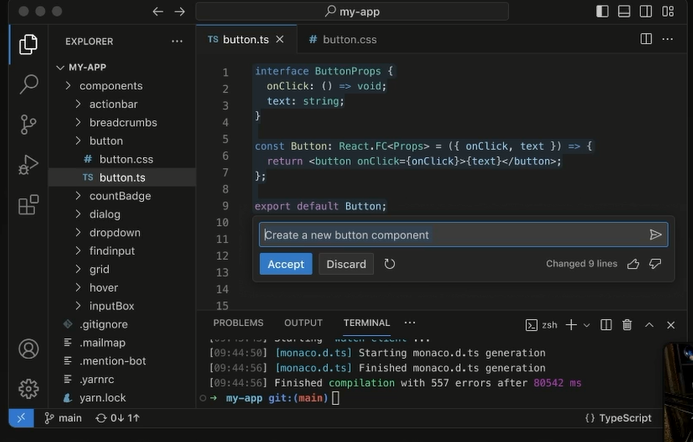 my-app
EXPLORER
MY-APP
components
actionbar
breadcrumbs
button
# button.css
TS button.ts
countBadge
dialog
dropdown
findinput
grid
hover
inputBox
.gitignore
.mailmap
.mention-bot
.yarnrc
yarn.lock
TS button.ts
# button.css
1 interface ButtonProps {
2 onClick: () => void;
3 text: string;
4 }
5
6 const Button: React.FC<Props> = ({ onClick, text }) => {
7 return <button onClick={onClick}>{text}</button>;
8 };
9 export default Button;
10
11
12
13
14
15
Create a new button component
Accept Discard Changed 9 lines
PROBLEMS OUTPUT TERMINAL zsh
[09:44:50] [monaco.d.ts] Starting monaco.d.ts generation
[09:44:56] [monaco.d.ts] Finished monaco.d.ts generation
[09:44:56] Finished compilation with 557 errors after 80542 ms
my-app git:(main)
main 0↓ 1↑ {} TypeScript